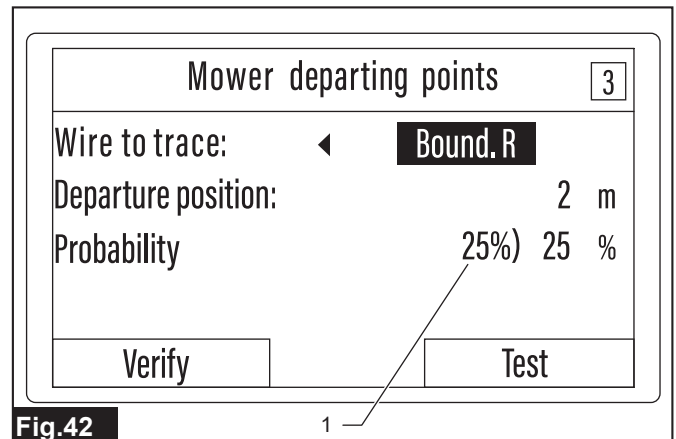 Mower departing points 3
Wire to trace: ◀ Bound. R
Departure position: 2 m
Probability 25%) 25 %
Verify Test
Fig.42 1